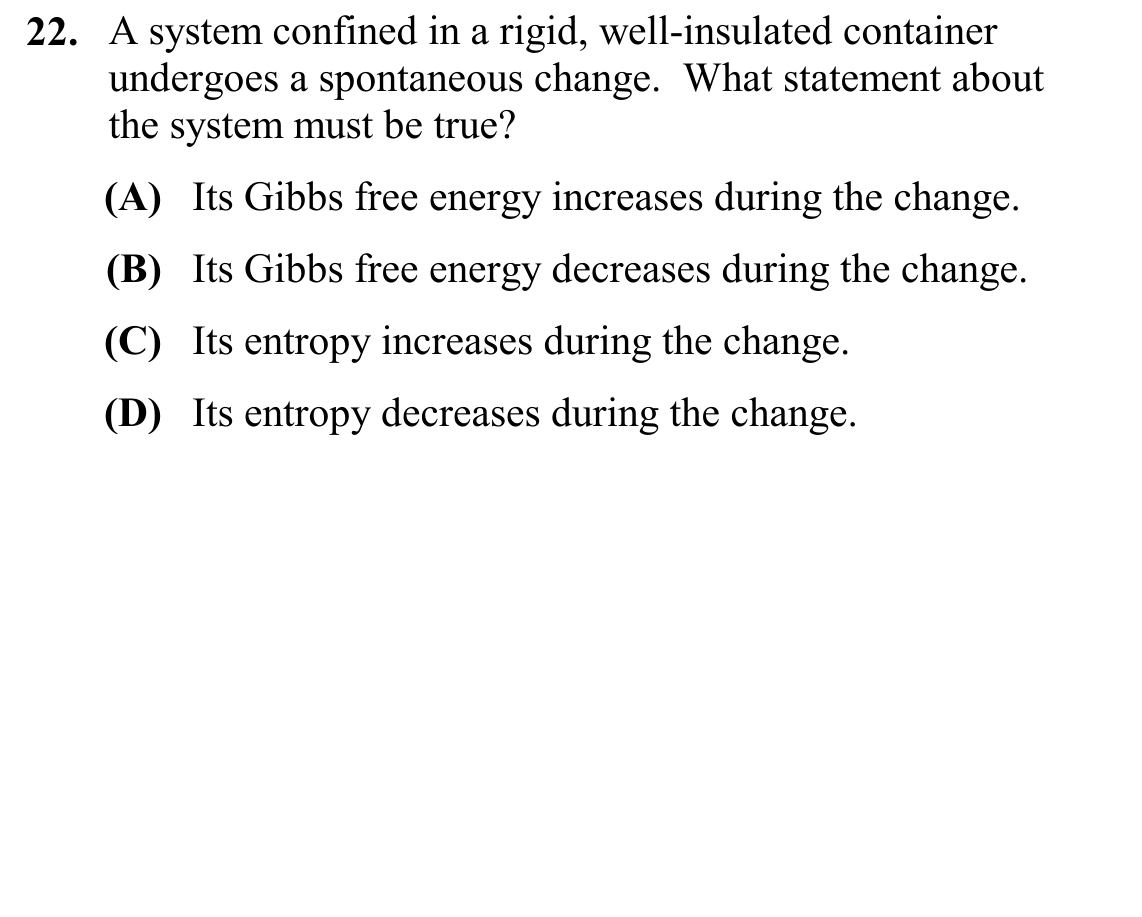 22. A system confined in a rigid, well-insulated container
undergoes a spontaneous change. What statement about
the system must be true?
(A) Its Gibbs free energy increases during the change.
(B) Its Gibbs free energy decreases during the change.
(C) Its entropy increases during the change.
(D) Its entropy decreases during the change.